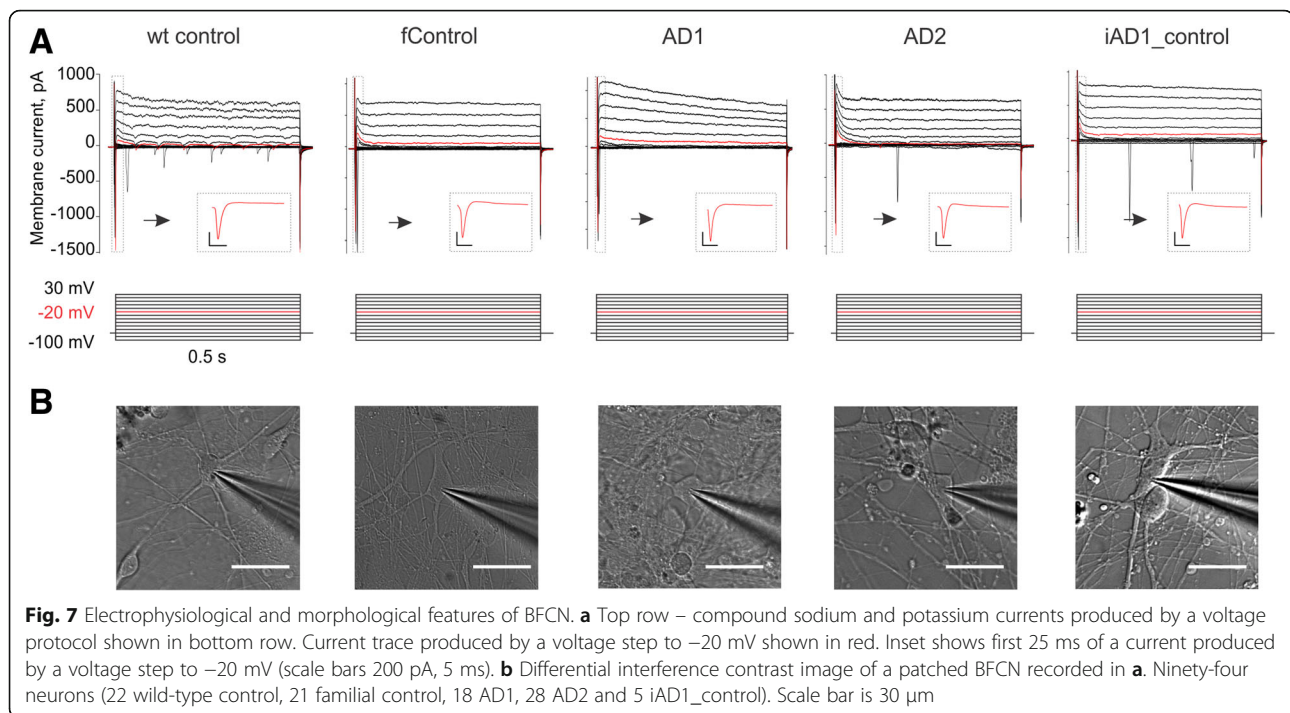 A
wt control
fControl
AD1
AD2
iAD1_control
Membrane current, pA
1000
500
0
-500
-1000
-1500
30 mV
-20 mV
-100 mV
0.5 s
B
Fig. 7 Electrophysiological and morphological features of BFCN. a Top row – compound sodium and potassium currents produced by a voltage
protocol shown in bottom row. Current trace produced by a voltage step to −20 mV shown in red. Inset shows first 25 ms of a current produced
by a voltage step to −20 mV (scale bars 200 pA, 5 ms). b Differential interference contrast image of a patched BFCN recorded in a. Ninety-four
neurons (22 wild-type control, 21 familial control, 18 AD1, 28 AD2 and 5 iAD1_control). Scale bar is 30 μm